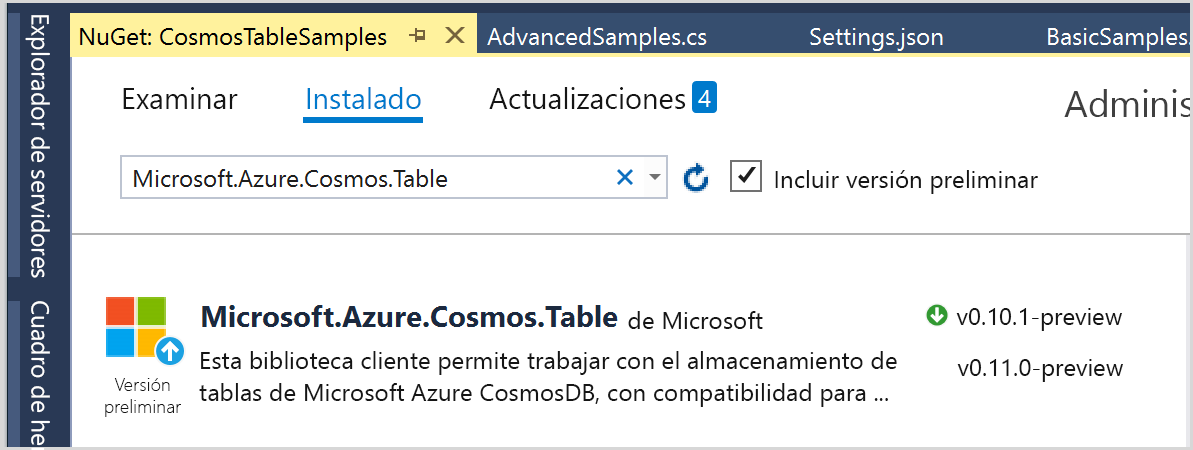 Explorador de servidores
Cuadro de he
NuGet: CosmosTableSamples
AdvancedSamples.cs
Settings.json
BasicSamples.
Examinar
Instalado
Actualizaciones 4
Adminis
Microsoft.Azure.Cosmos.Table
Incluir versión preliminar
Microsoft.Azure.Cosmos.Table de Microsoft
v0.10.1-preview
Esta biblioteca cliente permite trabajar con el almacenamiento de
tablas de Microsoft Azure CosmosDB, con compatibilidad para ...
v0.11.0-preview
Versión
preliminar